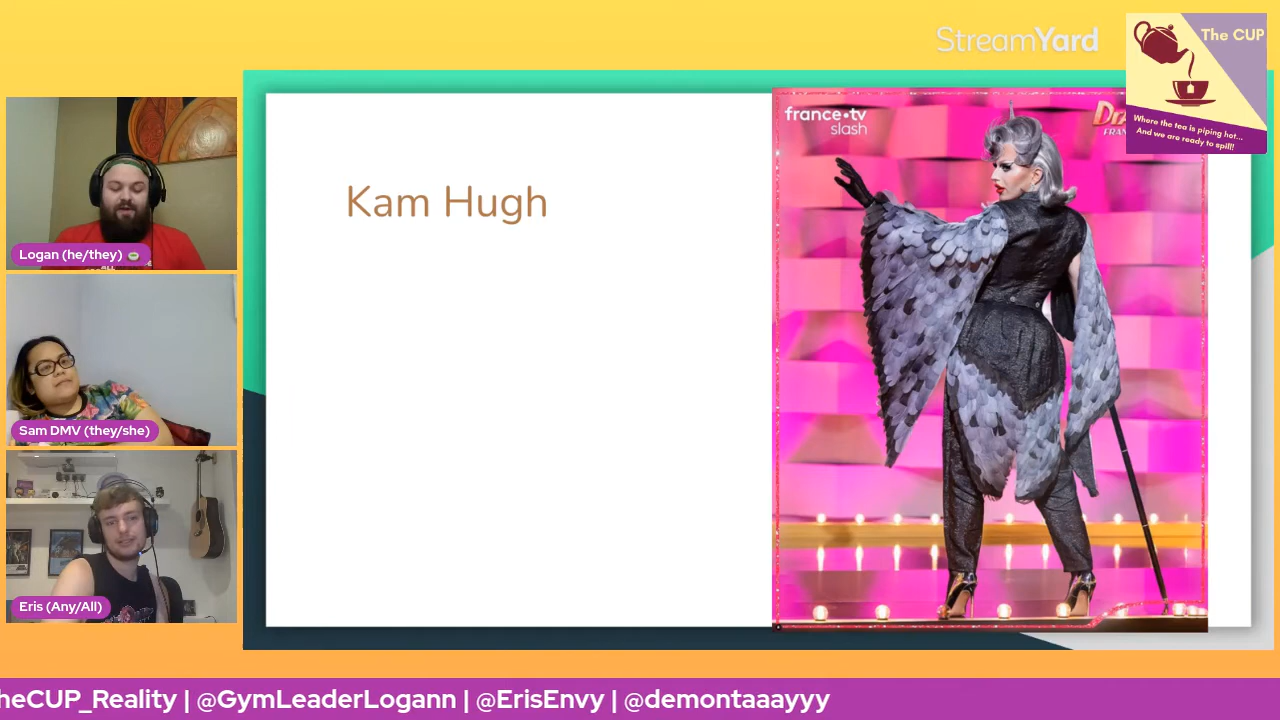 StreamYard
The CUP
Where the tea is piping hot...
And we are ready to spill!
france•tv
slash
FRAN
Kam Hugh
Logan (he/they)
Sam DMV (they/she)
Eris (Any/All)
heCUP_Reality | @GymLeaderLogann | @ErisEnvy | @demontaaayyy